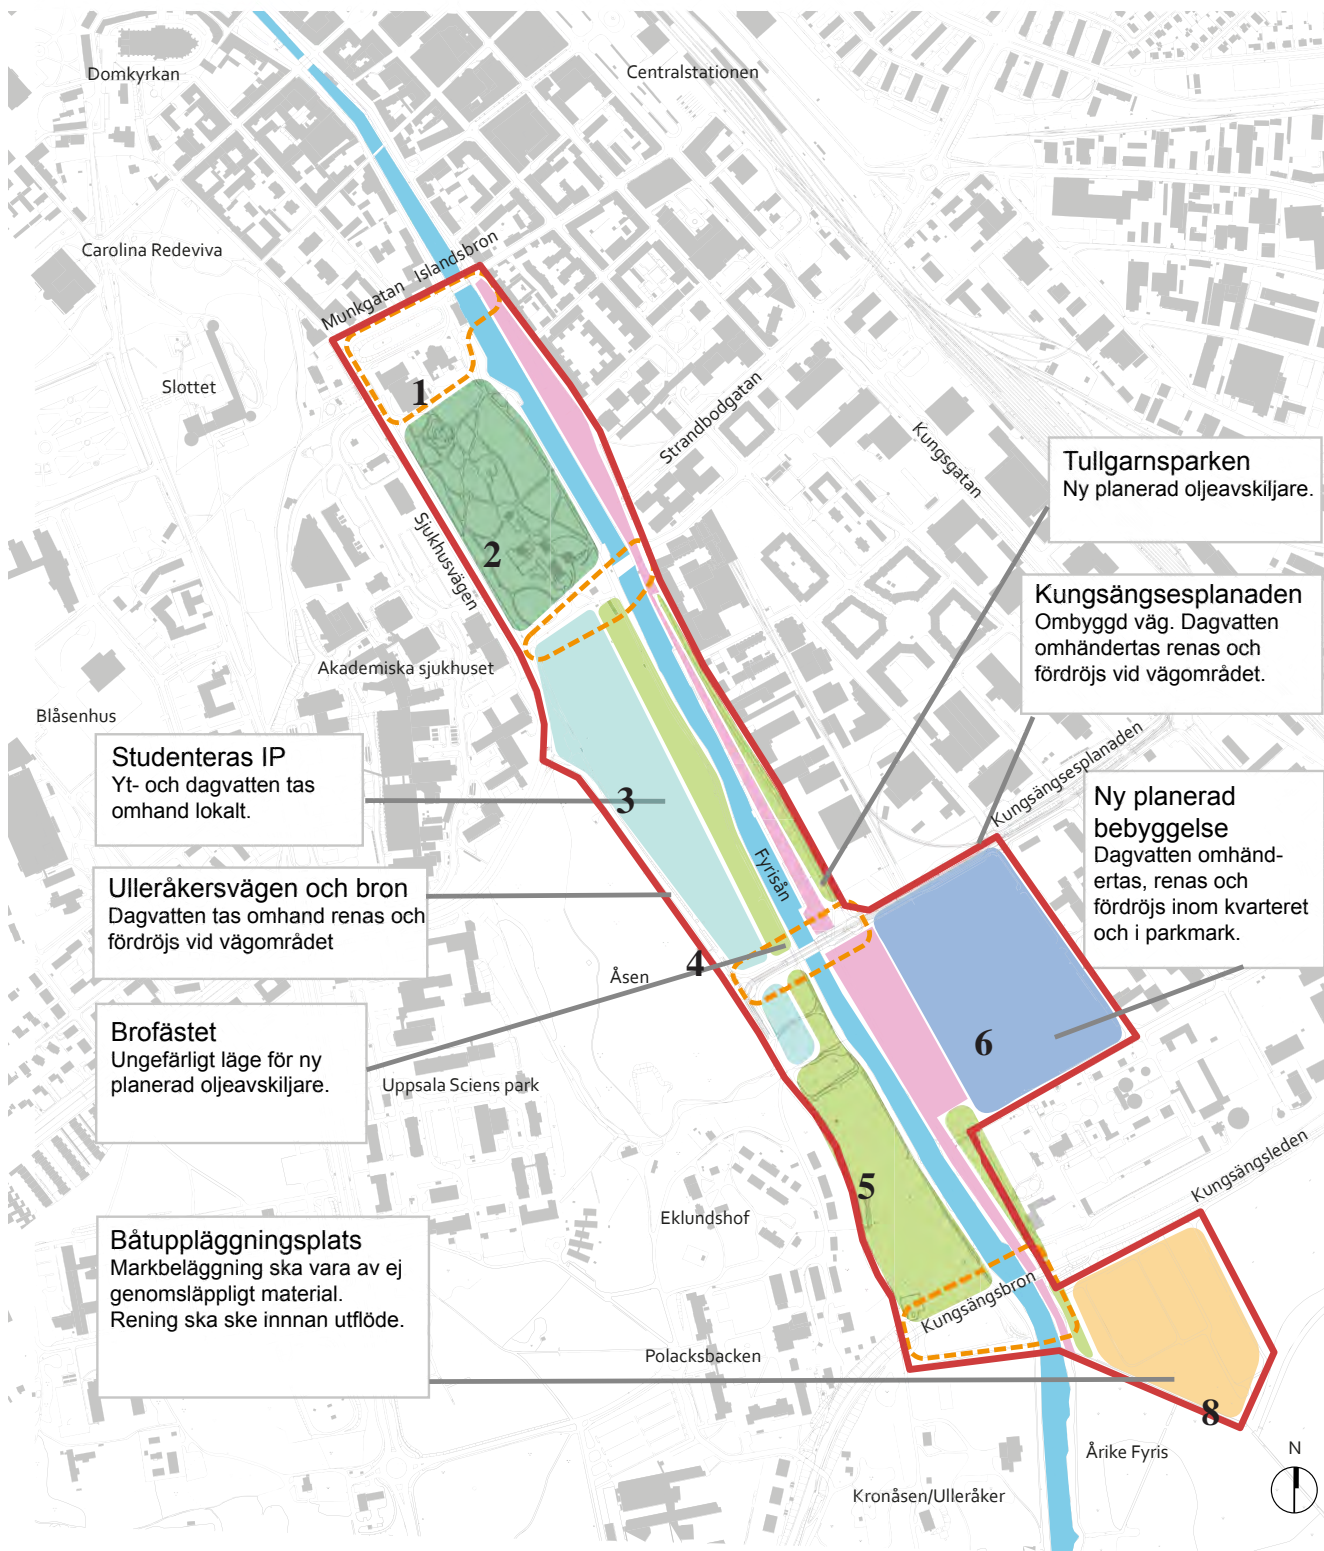 Domkyrkan
Centralstationen
Carolina Redeviva
Islandsbron
Munkgatan
Slottet
1
Strandbodgatan
Kungsgatan
Tullgarnsparken
Ny planerad oljeavskiljare.
2
Sjukhusvägen
Kungsängsesplanaden
Ombyggd väg. Dagvatten
omhändertas renas och
fördröjs vid vägområdet.
Akademiska sjukhuset
Blåsenhus
Studenteras IP
Yt- och dagvatten tas
omhand lokalt.
3
Kungsängsesplanaden
Ny planerad
bebyggelse
Dagvatten omhänd-
ertas, renas och
fördröjs inom kvarteret
och i parkmark.
Fyrisån
Ulleråkersvägen och bron
Dagvatten tas omhand renas och
fördröjs vid vägområdet
4
Åsen
Brofästet
Ungefärligt läge för ny
planerad oljeavskiljare.
6
Uppsala Sciens park
5
Kungsängsleden
Eklundshof
Båtuppläggningsplats
Markbeläggning ska vara av ej
genomsläppligt material.
Rening ska ske innnan utflöde.
Kungsängsbron
Polacksbacken
8
Årike Fyris
N
Kronåsen/Ulleråker